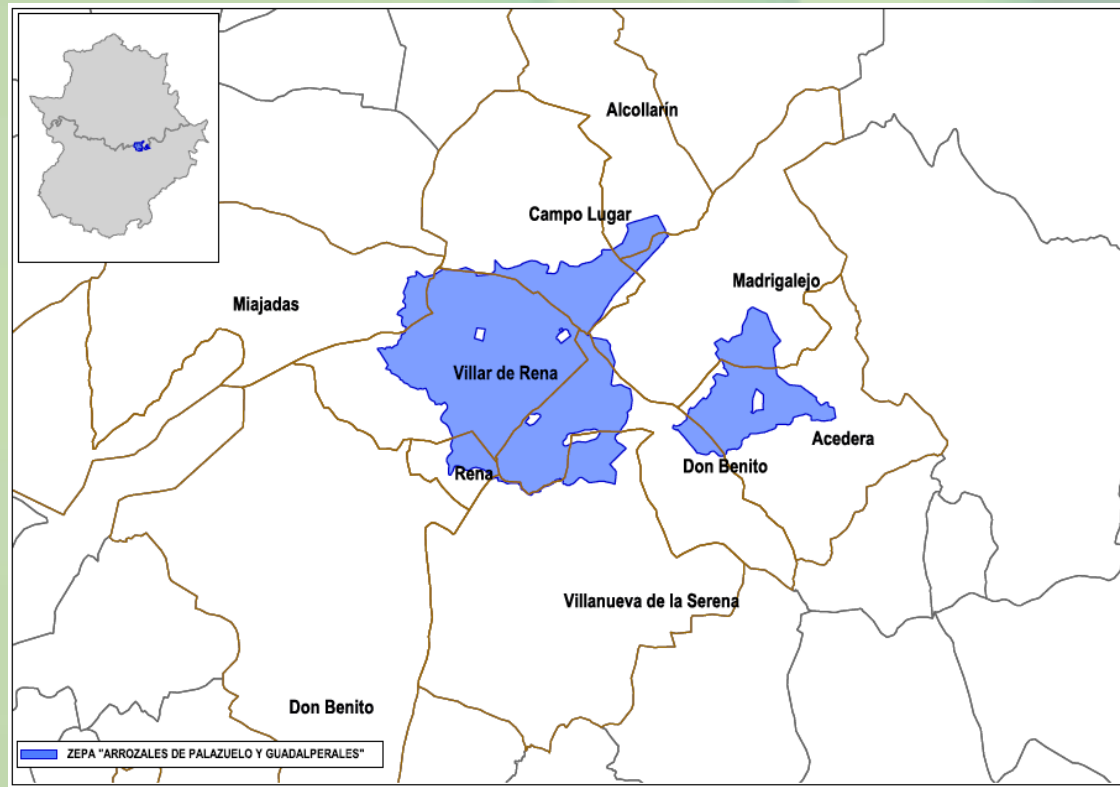 Alcollarín
Campo Lugar
Madrigalejo
Miajadas
Villar de Rena
Acedera
Don Benito
Rena
Villanueva de la Serena
Don Benito
ZEPA "ARROZALES DE PALAZUELO Y GUADALPERALES"